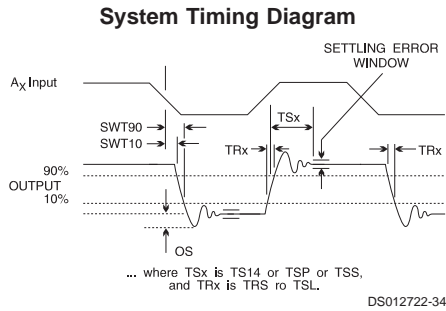 System Timing Diagram
SETTLING ERROR
WINDOW
AX Input
TSx
SWT90
SWT10
TRx
TRx
90%
OUTPUT
10%
OS
... where TSx is TS14 or TSP or TSS,
and TRx is TRS ro TSL.
DS012722-34